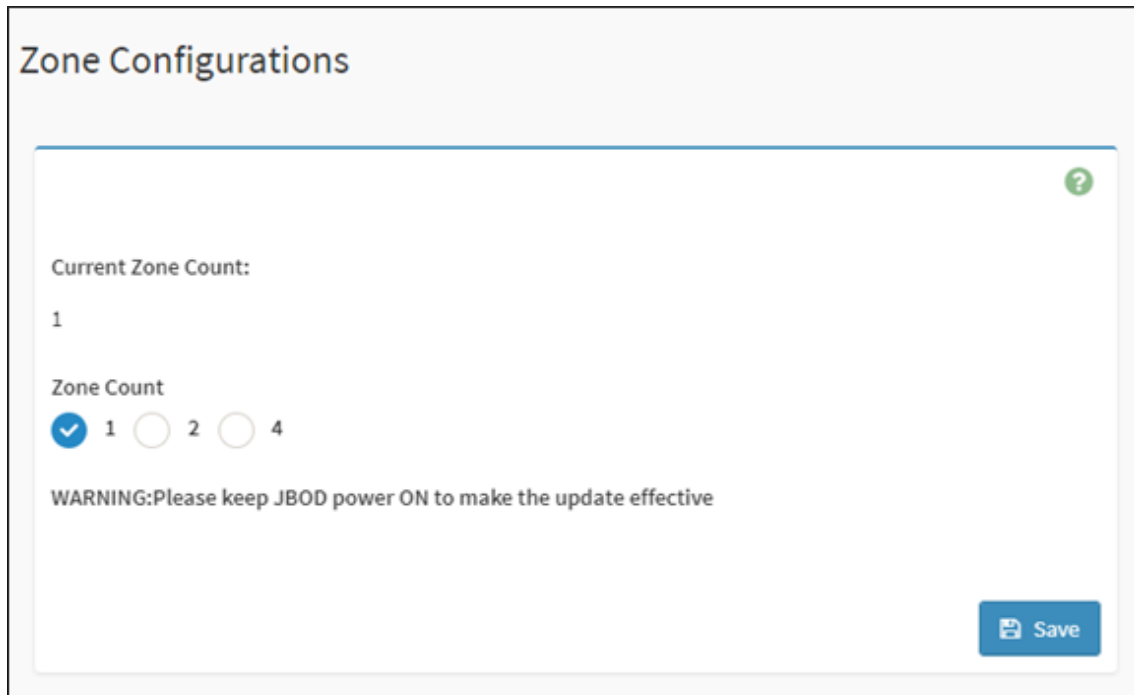 Zone Configurations
?
Current Zone Count:
1
Zone Count
1 2 4
WARNING:Please keep JBOD power ON to make the update effective
Save